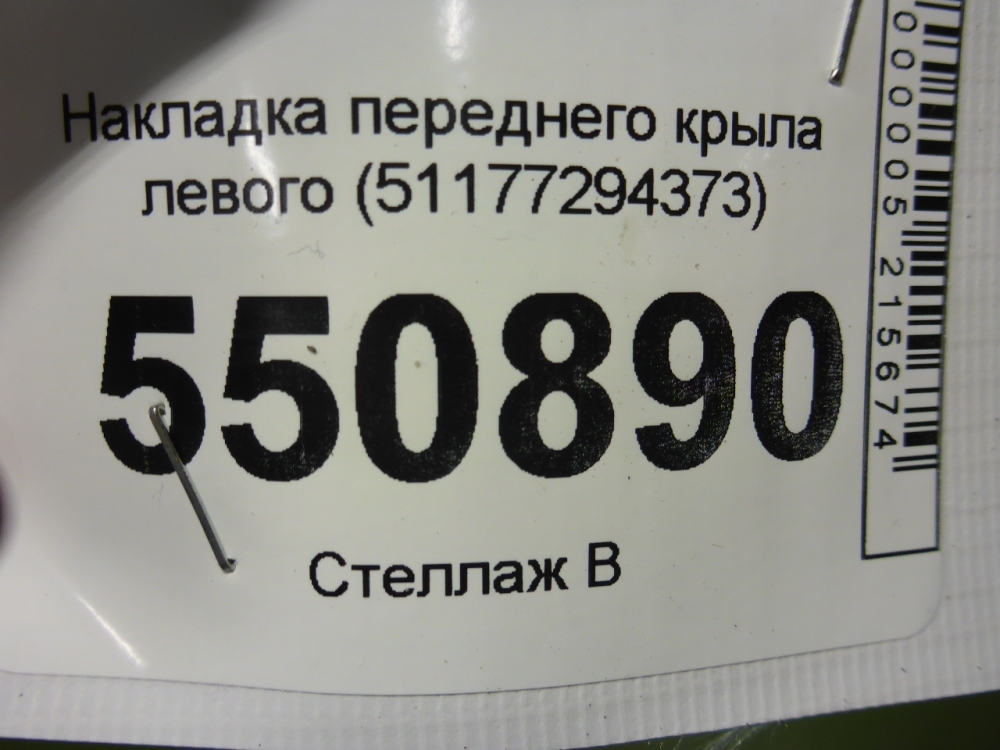 Накладка переднего крыла
левого (51177294373)
550890
Стеллаж В
000005215674